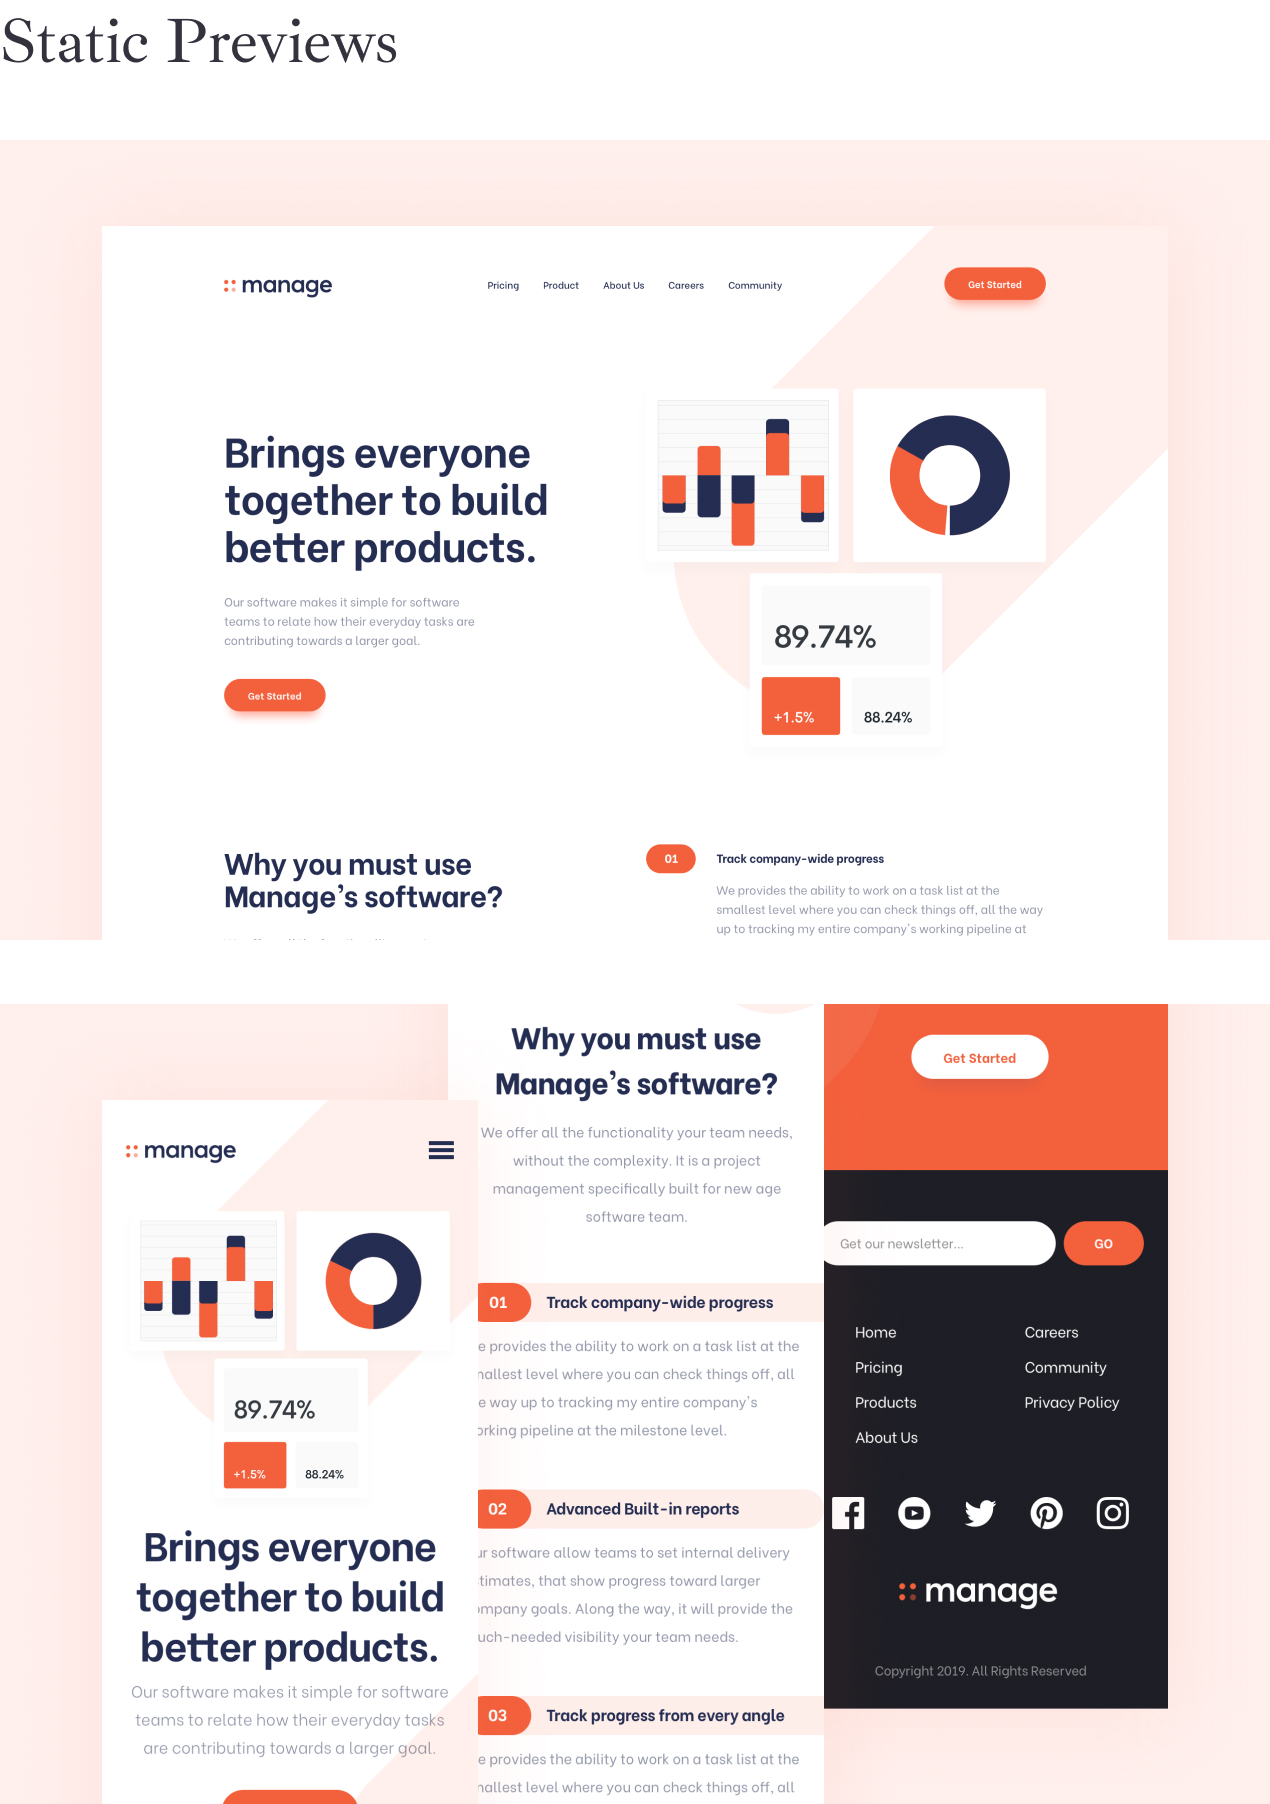 Static Previews
manage
Pricing Product About Us Careers Community
Get Started
Brings everyone
together to build
better products.
Our software makes it simple for software
teams to relate how their everyday tasks are
contributing towards a larger goal.
Get Started
89.74%
+1.5% 88.24%
Why you must use
Manage's software?
01 Track company-wide progress
We provides the ability to work on a task list at the
smallest level where you can check things off, all the way
up to tracking my entire company's working pipeline at
manage
89.74%
+1.5% 88.24%
Brings everyone
together to build
better products.
Our software makes it simple for software
teams to relate how their everyday tasks
are contributing towards a larger goal.
Why you must use
Manage's software?
We offer all the functionality your team needs,
without the complexity. It is a project
management specifically built for new age
software team.
01 Track company-wide progress
provides the ability to work on a task list at the
level where you can check things off, all
way up to tracking my entire company's
pipeline at the milestone level.
02 Advanced Built-in reports
software allow teams to set internal delivery
that show progress toward larger
goals. Along the way, it will provide the
needed visibility your team needs.
03 Track progress from every angle
provides the ability to work on a task list at the
level where you can check things off, all
Get Started
Get our newsletter... GO
Home Careers
Pricing Community
Products Privacy Policy
About Us
manage
Copyright 2019. All Rights Reserved